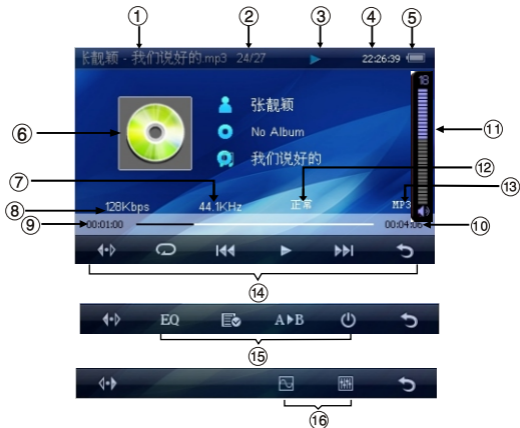 ① ② ③ ④ ⑤
张靓颖 - 我们说好的.mp3 24/27 22:26:39
18
张靓颖
⑥ No Album ⑪
我们说好的
⑦ ⑫ ⑬
⑧ 128Kbps 44.1KHz 正常 MP3
⑨ 00:01:00 00:04:06 ⑩
⑭
EQ A▶B
⑮
⑯